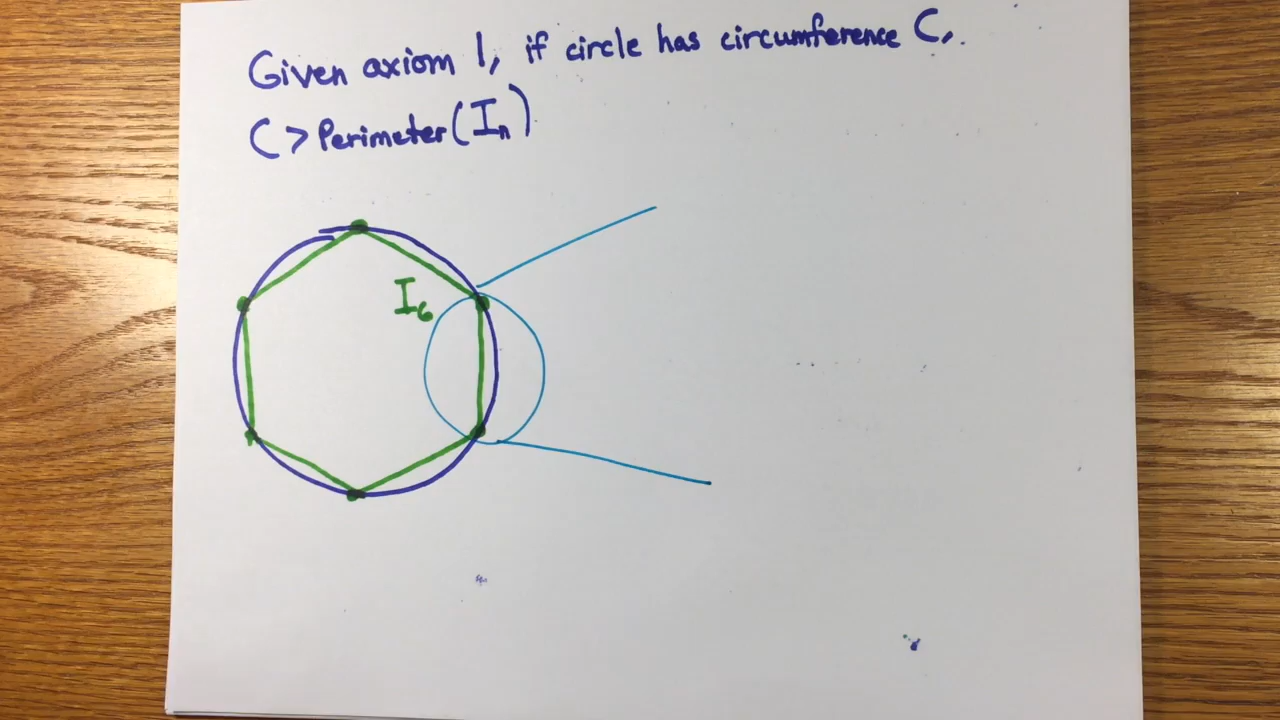 Given axiom 1, if circle has circumference C,
C > Perimeter(Iₙ)
I₆